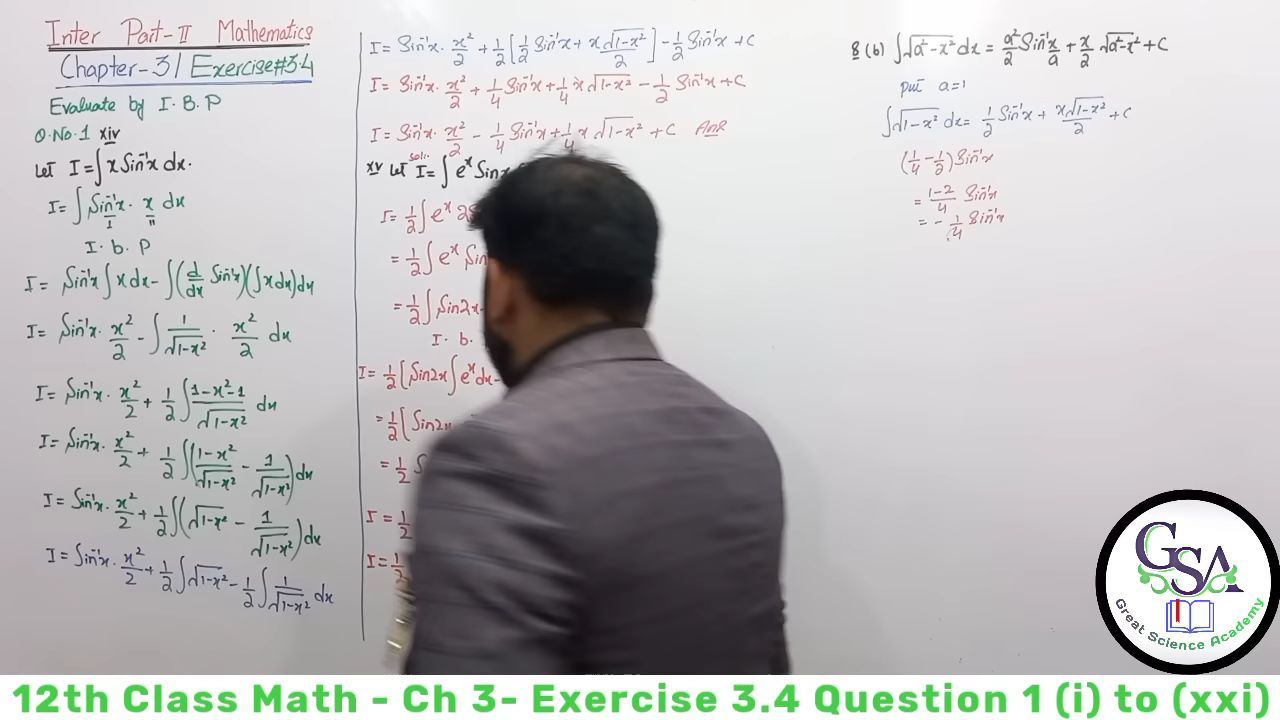 Inter Part-II Mathematics
Chapter-3 / Exercise#3.4
Evaluate by I.B.P
Q.No.1 xiv
Let I = ∫ x Sin⁻¹x dx.
I = ∫ Sin⁻¹x . x dx
I II
I. b. P
I = Sin⁻¹x ∫ x dx - ∫ (d/dx Sin⁻¹x)(∫ x dx) dx
I = Sin⁻¹x . x²/2 - ∫ 1/√1-x² . x²/2 dx
I = Sin⁻¹x . x²/2 + 1/2 ∫ 1-x²-1/√1-x² dx
I = Sin⁻¹x . x²/2 + 1/2 ∫ (1-x²/√1-x² - 1/√1-x²) dx
I = Sin⁻¹x . x²/2 + 1/2 ∫ (√1-x² - 1/√1-x²) dx
I = Sin⁻¹x . x²/2 + 1/2 ∫ √1-x² - 1/2 ∫ 1/√1-x² dx
I = Sin⁻¹x . x²/2 + 1/2 [1/2 Sin⁻¹x + x√1-x²/2] - 1/2 Sin⁻¹x + C
I = Sin⁻¹x . x²/2 + 1/4 Sin⁻¹x + 1/4 x √1-x² - 1/2 Sin⁻¹x + C
I = Sin⁻¹x . x²/2 - 1/4 Sin⁻¹x + 1/4 x √1-x² + C Ans
Sol:
xv Let I = ∫ eˣ Sinx
I = 1/2 ∫ eˣ 2
= 1/2 ∫ eˣ Sin
= 1/2 ∫ Sin2x
I. b.
I = 1/2 [Sin2x ∫ eˣ dx -
= 1/2 [Sin2x
= 1/2 S
I = 1/2
I = 1/2
8 (b) ∫ √a²-x² dx = a²/2 Sin⁻¹x/a + x/2 √a²-x² + C
put a=1
∫ √1-x² dx = 1/2 Sin⁻¹x + x√1-x²/2 + C
(1/4 - 1/2) Sin⁻¹x
= 1-2/4 Sin⁻¹x
= - 1/4 Sin⁻¹x
GSA
Great Science Academy
12th Class Math - Ch 3- Exercise 3.4 Question 1 (i) to (xxi)